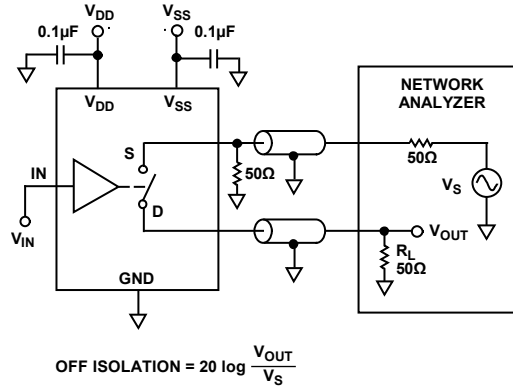 V_DD
V_SS
0.1µF
0.1µF
V_DD
V_SS
NETWORK
ANALYZER
IN
S
50Ω
50Ω
V_S
D
V_IN
V_OUT
R_L
50Ω
GND
OFF ISOLATION = 20 log V_OUT / V_S